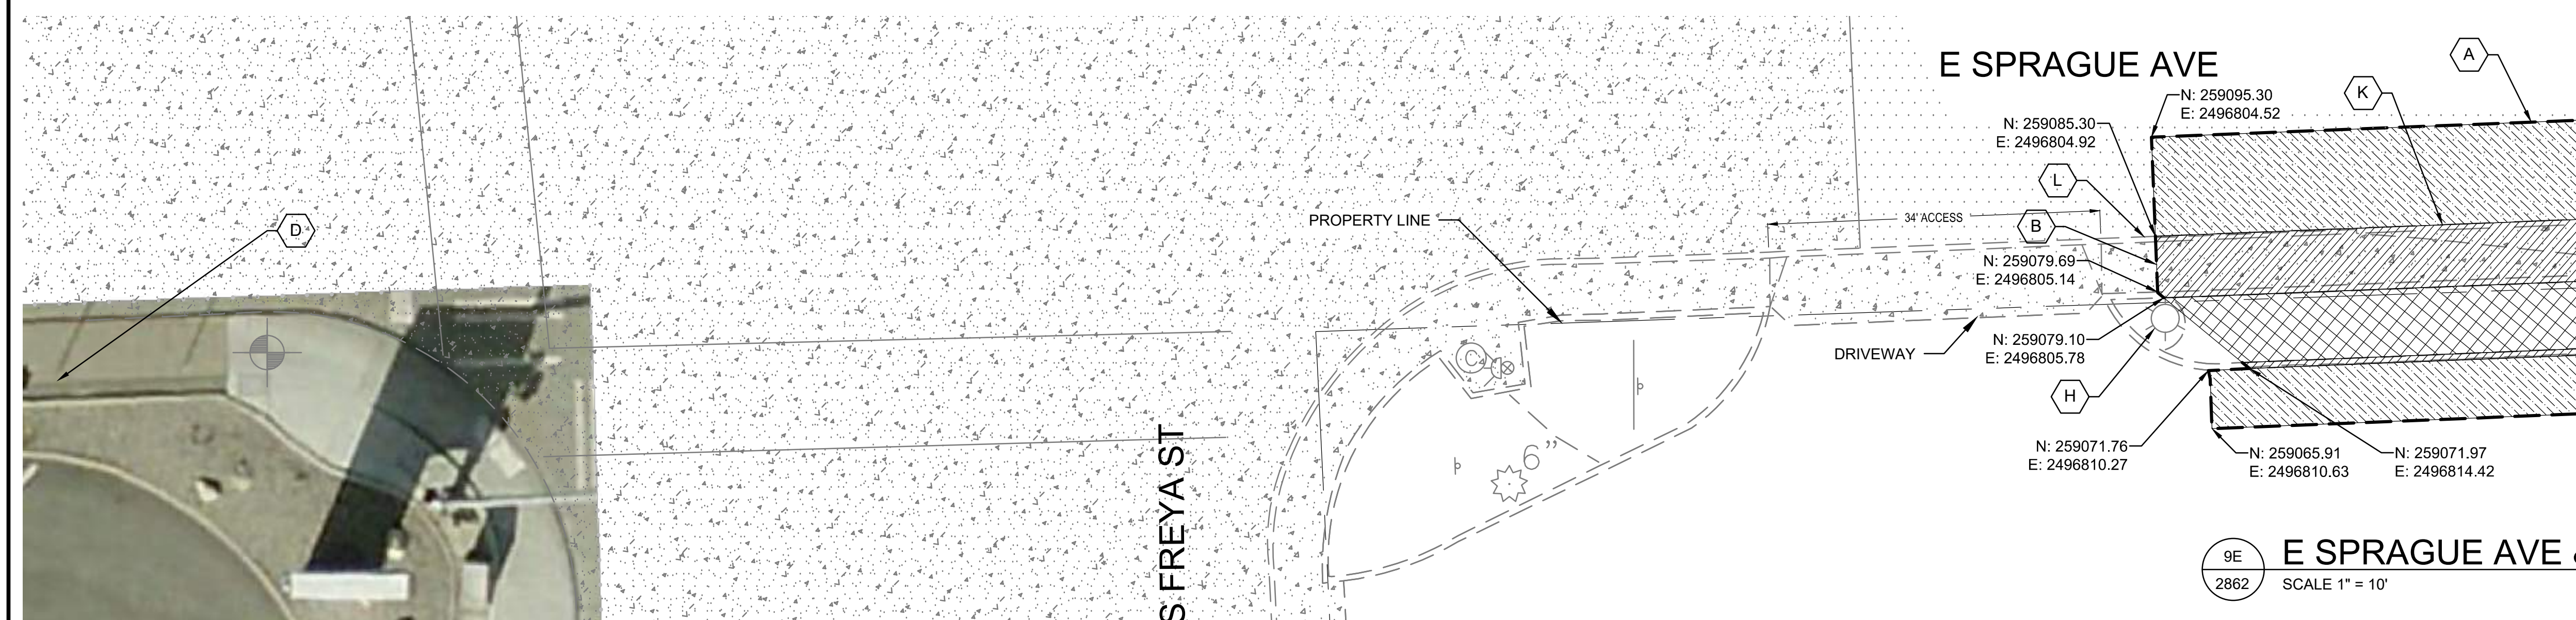 E SPRAGUE AVE
A
K
N: 259095.30
E: 2496804.52
N: 259085.30
E: 2496804.92
L
34' ACCESS
PROPERTY LINE
B
D
N: 259079.69
E: 2496805.14
N: 259079.10
E: 2496805.78
DRIVEWAY
C
H
6"
N: 259071.76
E: 2496810.27
N: 259065.91
E: 2496810.63
N: 259071.97
E: 2496814.42
S FREYA ST
9E
2862
E SPRAGUE AVE
SCALE 1" = 10'